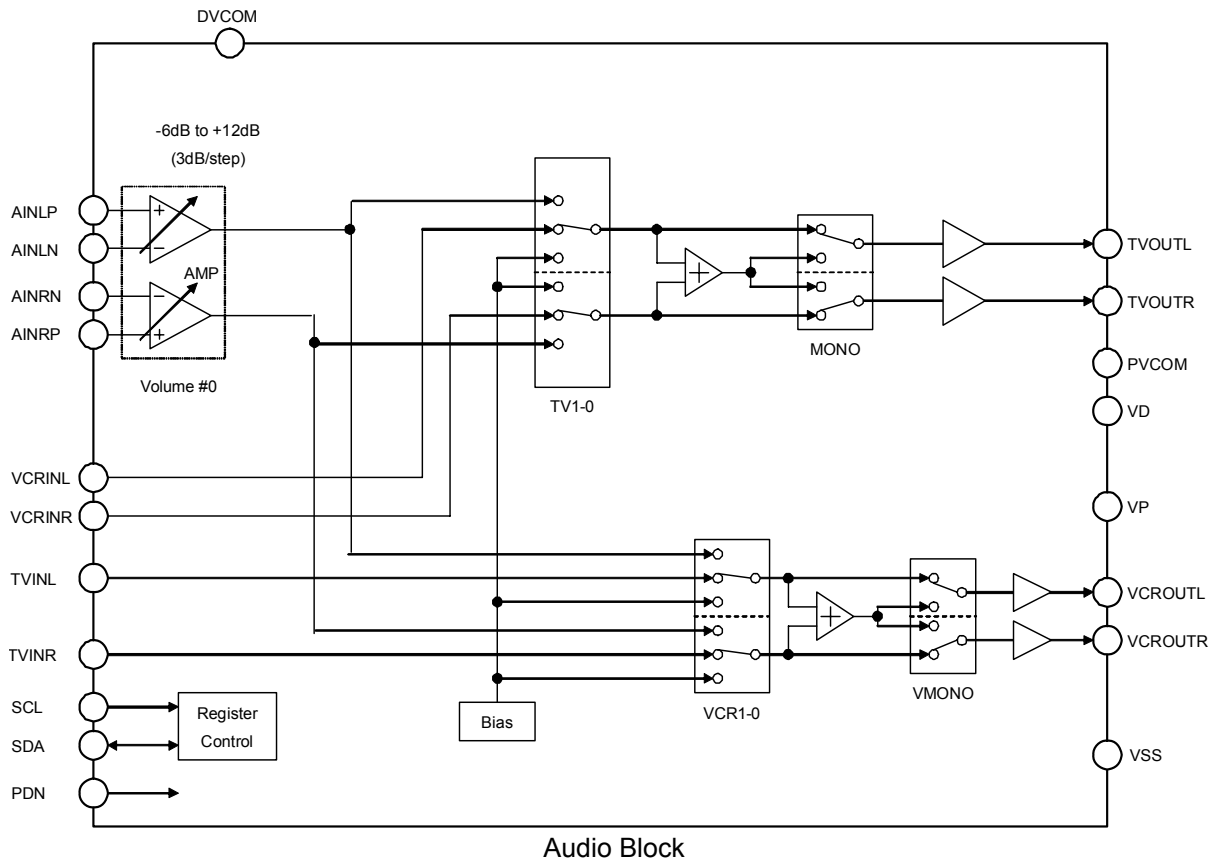 DVCOM
-6dB to +12dB
(3dB/step)
AINLP
AINLN
AINRN
AINRP
+
−
AMP
−
+
Volume #0
TV1-0
+
MONO
TVOUTL
TVOUTR
PVCOM
VD
VCRINL
VCRINR
VP
TVINL
TVINR
+
VCROUTL
VCROUTR
VMONO
VCR1-0
SCL
SDA
PDN
Register
Control
Bias
VSS
Audio Block